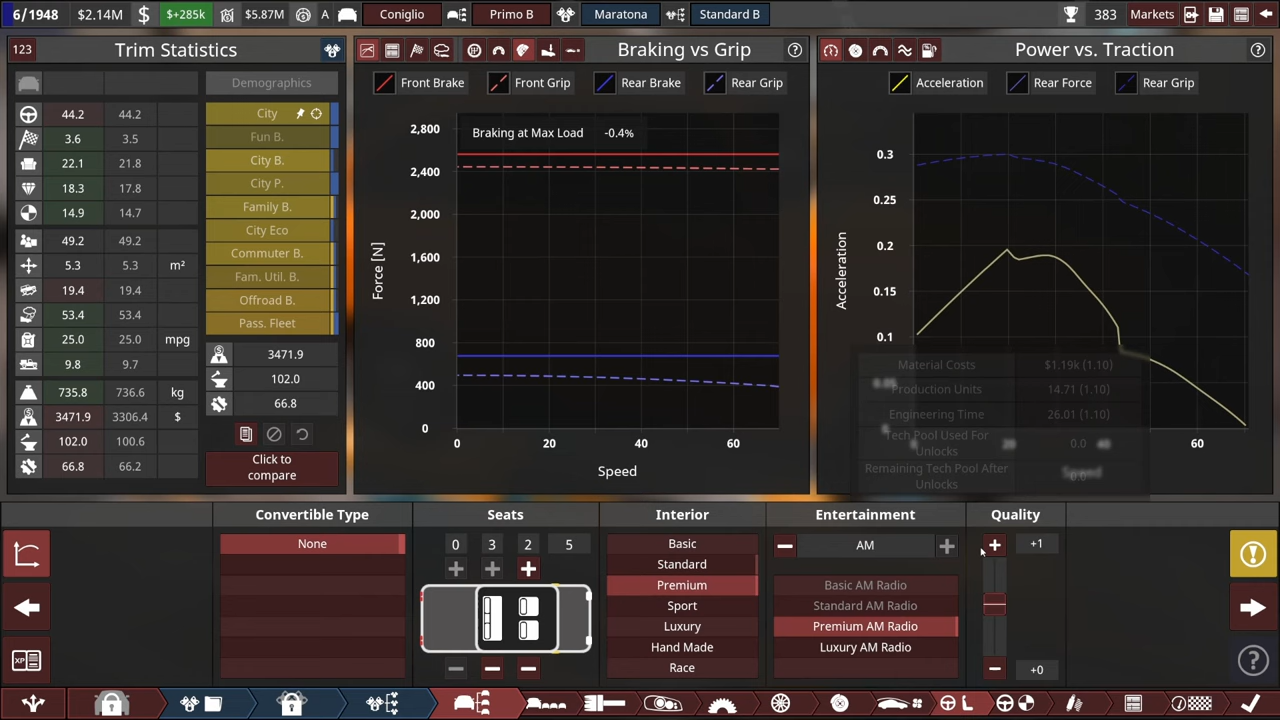 6/1948 $2.14M $+285k $5.87M A Coniglio Primo B Maratona Standard B 383 Markets
123 Trim Statistics
Demographics
44.2 44.2
3.6 3.5
22.1 21.8
18.3 17.8
14.9 14.7
49.2 49.2
5.3 5.3 m²
19.4 19.4
53.4 53.4
25.0 25.0 mpg
9.8 9.7
735.8 736.6 kg
3471.9 3306.4 $
102.0 100.6
66.8 66.2
City
Fun B.
City B.
City P.
Family B.
City Eco
Commuter B.
Fam. Util. B.
Offroad B.
Pass. Fleet
3471.9
102.0
66.8
Click to
compare
Braking vs Grip ?
Front Brake Front Grip Rear Brake Rear Grip
Braking at Max Load -0.4%
2,800
2,400
2,000
1,600
1,200
800
400
0
Force [N]
0 20 40 60
Speed
Power vs. Traction ?
Acceleration Rear Force Rear Grip
0.3
0.25
0.2
0.15
0.1
0.05
Acceleration
20 40 60
Speed
Material Costs $1.19k (1.10)
Production Units 14.71 (1.10)
Engineering Time 26.01 (1.10)
Tech Pool Used For
Unlocks 0.0
Remaining Tech Pool After
Unlocks -0.0
Convertible Type
None
Seats
0 3 2 5
Interior
Basic
Standard
Premium
Sport
Luxury
Hand Made
Race
Entertainment
AM
Basic AM Radio
Standard AM Radio
Premium AM Radio
Luxury AM Radio
Quality
+1
+0
XP
?